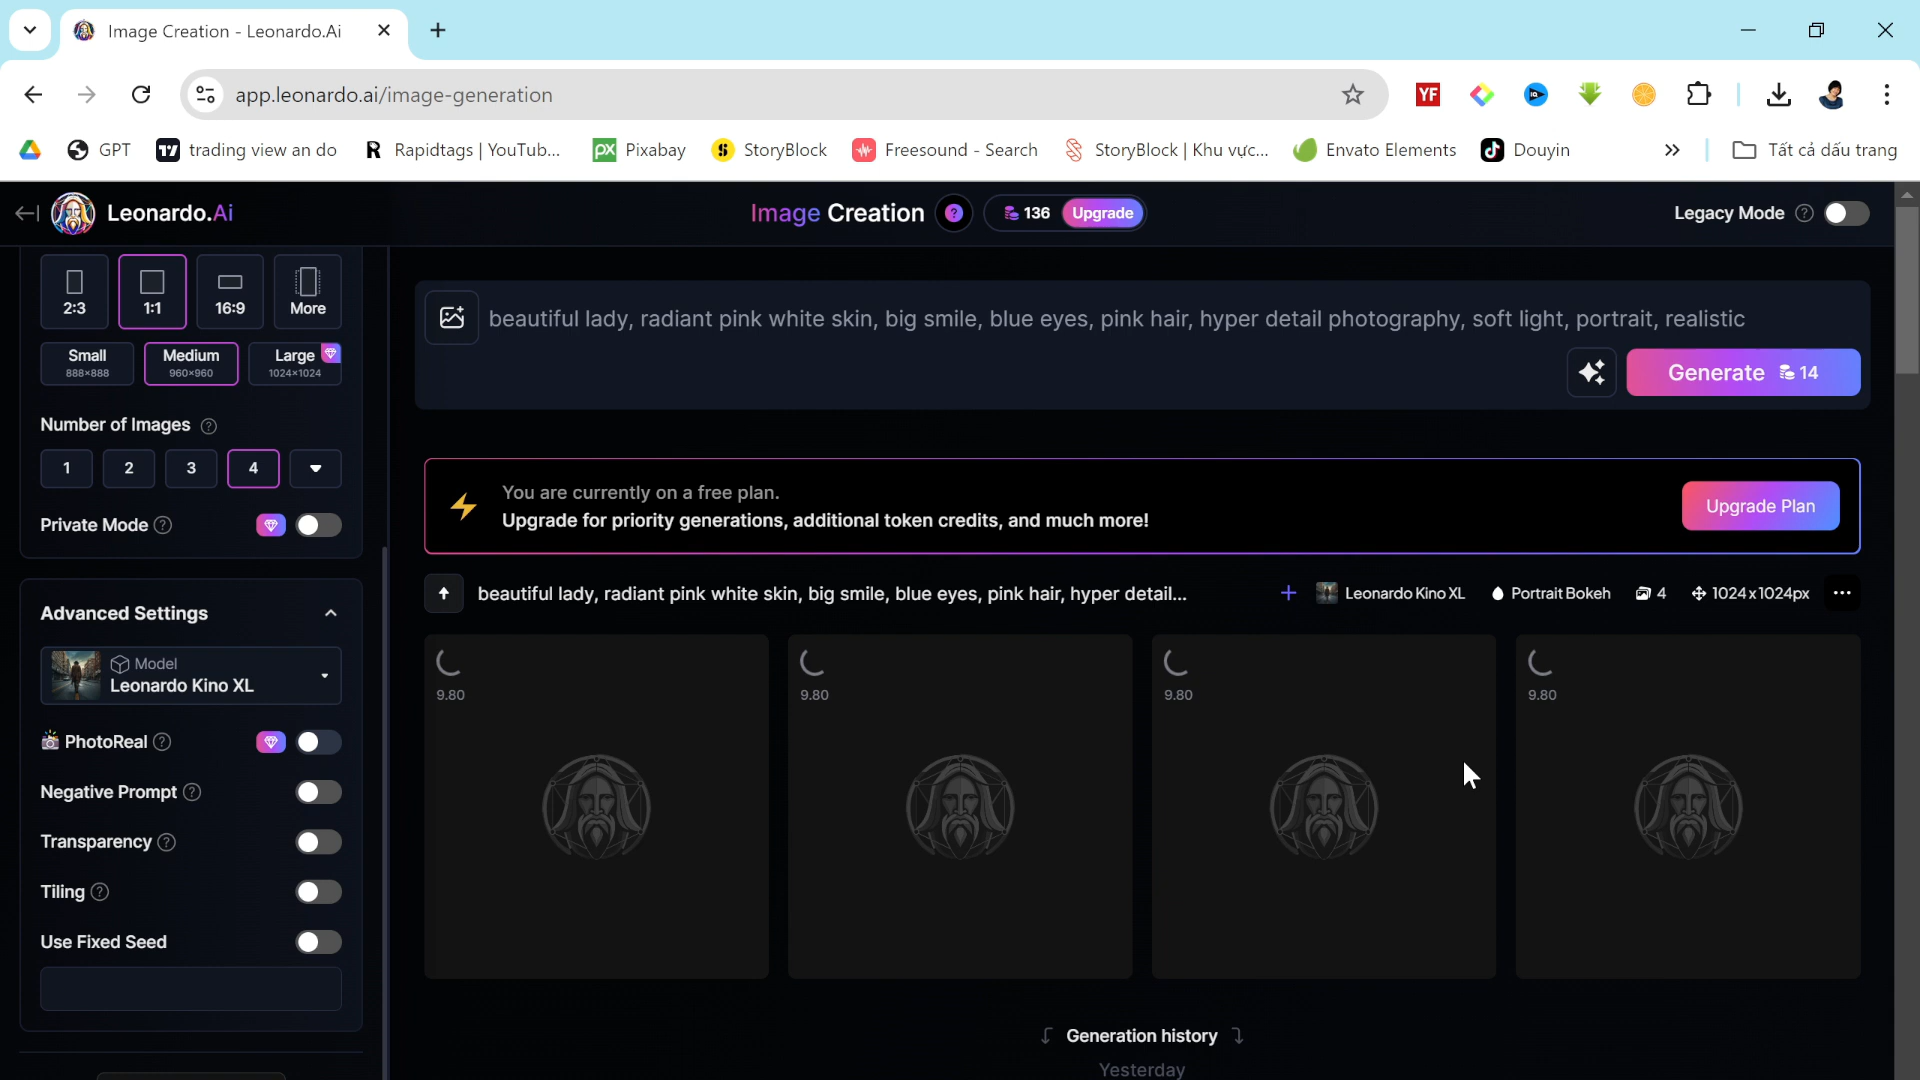 Image Creation - Leonardo.Ai
app.leonardo.ai/image-generation
YF
GPT
trading view an do
Rapidtags | YouTub...
Pixabay
StoryBlock
Freesound - Search
StoryBlock | Khu vực...
Envato Elements
Douyin
Tất cả dấu trang
Leonardo.Ai
Image Creation
?
136
Upgrade
Legacy Mode ?
2:3
1:1
16:9
More
Small
888×888
Medium
960×960
Large
1024×1024
Number of Images ?
1
2
3
4
Private Mode ?
Advanced Settings
Model
Leonardo Kino XL
PhotoReal ?
Negative Prompt ?
Transparency ?
Tiling ?
Use Fixed Seed
beautiful lady, radiant pink white skin, big smile, blue eyes, pink hair, hyper detail photography, soft light, portrait, realistic
Generate 14
You are currently on a free plan.
Upgrade for priority generations, additional token credits, and much more!
Upgrade Plan
beautiful lady, radiant pink white skin, big smile, blue eyes, pink hair, hyper detail...
Leonardo Kino XL
Portrait Bokeh
4
1024 x 1024px
9.80
9.80
9.80
9.80
Generation history
Yesterday